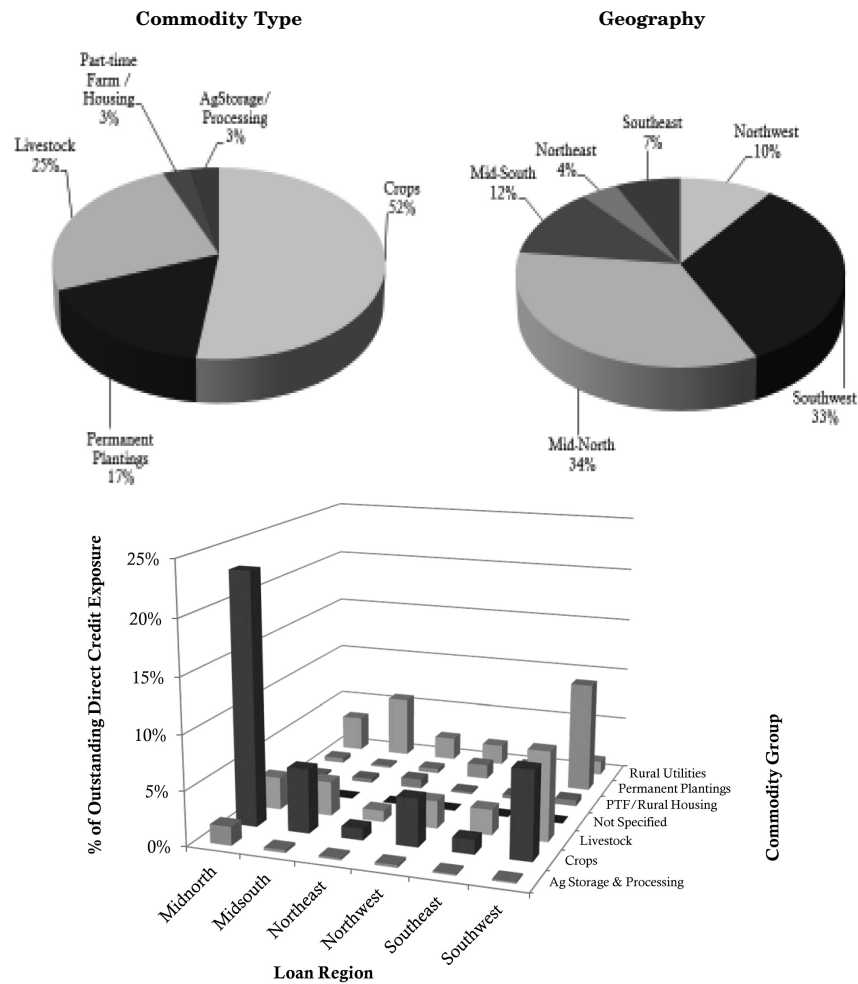 Commodity Type
Part-time
Farm /
Housing
3%
AgStorage/
Processing
3%
Livestock
25%
Crops
52%
Permanent
Plantings
17%
Geography
Southeast
7%
Northwest
10%
Northeast
4%
Mid-South
12%
Southwest
33%
Mid-North
34%
% of Outstanding Direct Credit Exposure
25%
20%
15%
10%
5%
0%
Midnorth
Midsouth
Northeast
Northwest
Southeast
Southwest
Loan Region
Rural Utilities
Permanent Plantings
PTF/Rural Housing
Not Specified
Livestock
Crops
Ag Storage & Processing
Commodity Group